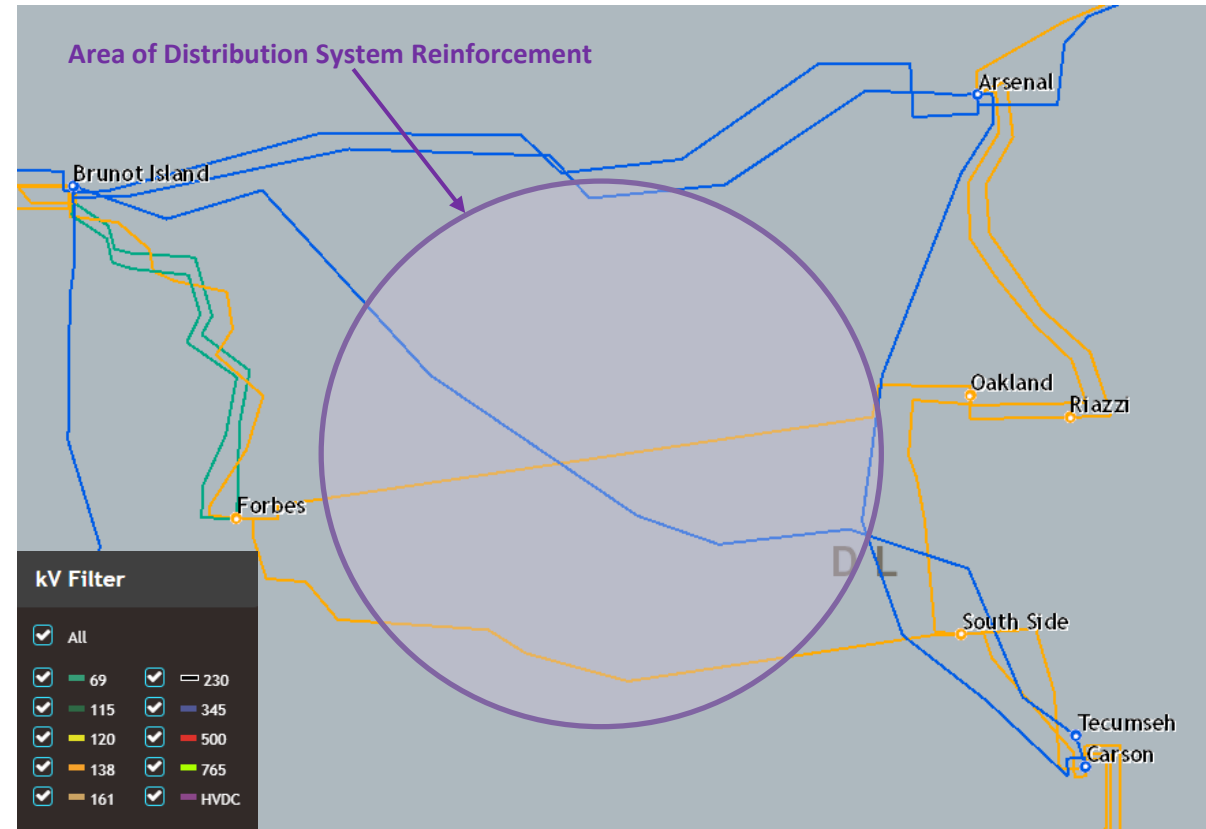 Area of Distribution System Reinforcement
Arsenal
Brunot Island
Oakland
Riazzi
Forbes
D L
kV Filter
All
69 230
115 345
120 500
138 765
161 HVDC
South Side
Tecumseh
Carson